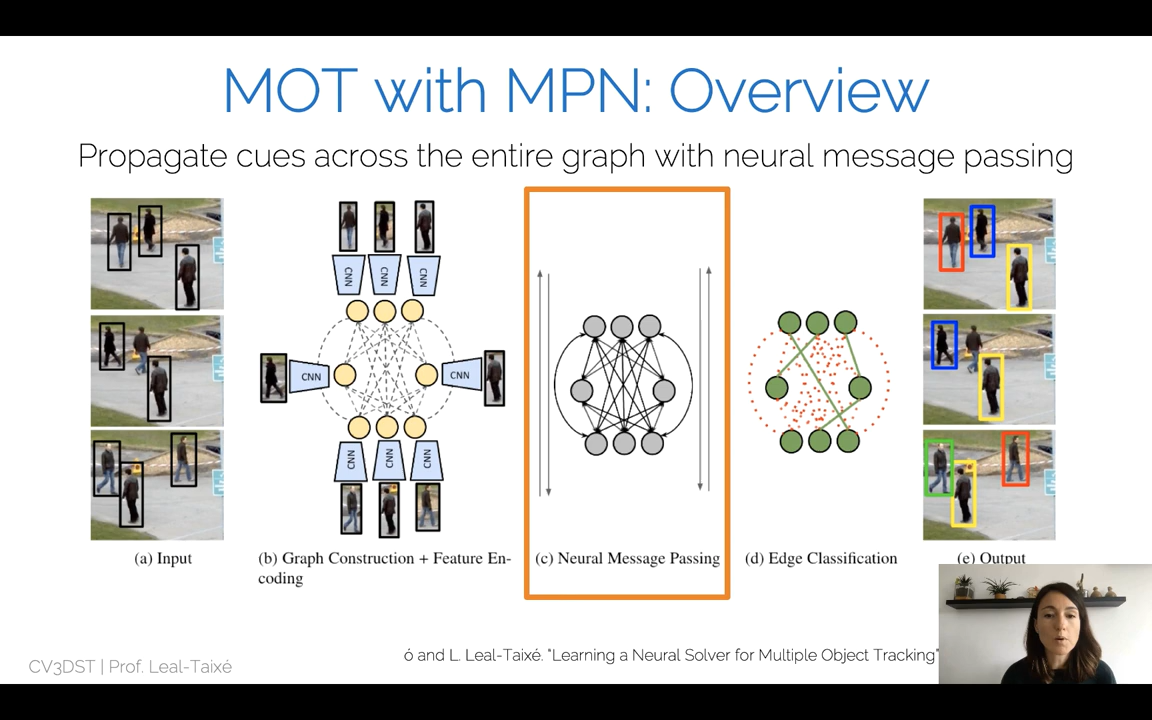 MOT with MPN: Overview
Propagate cues across the entire graph with neural message passing
CNN
CNN
CNN
CNN
CNN
CNN
CNN
CNN
(a) Input
(b) Graph Construction + Feature En-
coding
(c) Neural Message Passing
(d) Edge Classification
(e) Output
CV3DST | Prof. Leal-Taixé
ó and L. Leal-Taixé. "Learning a Neural Solver for Multiple Object Tracking"